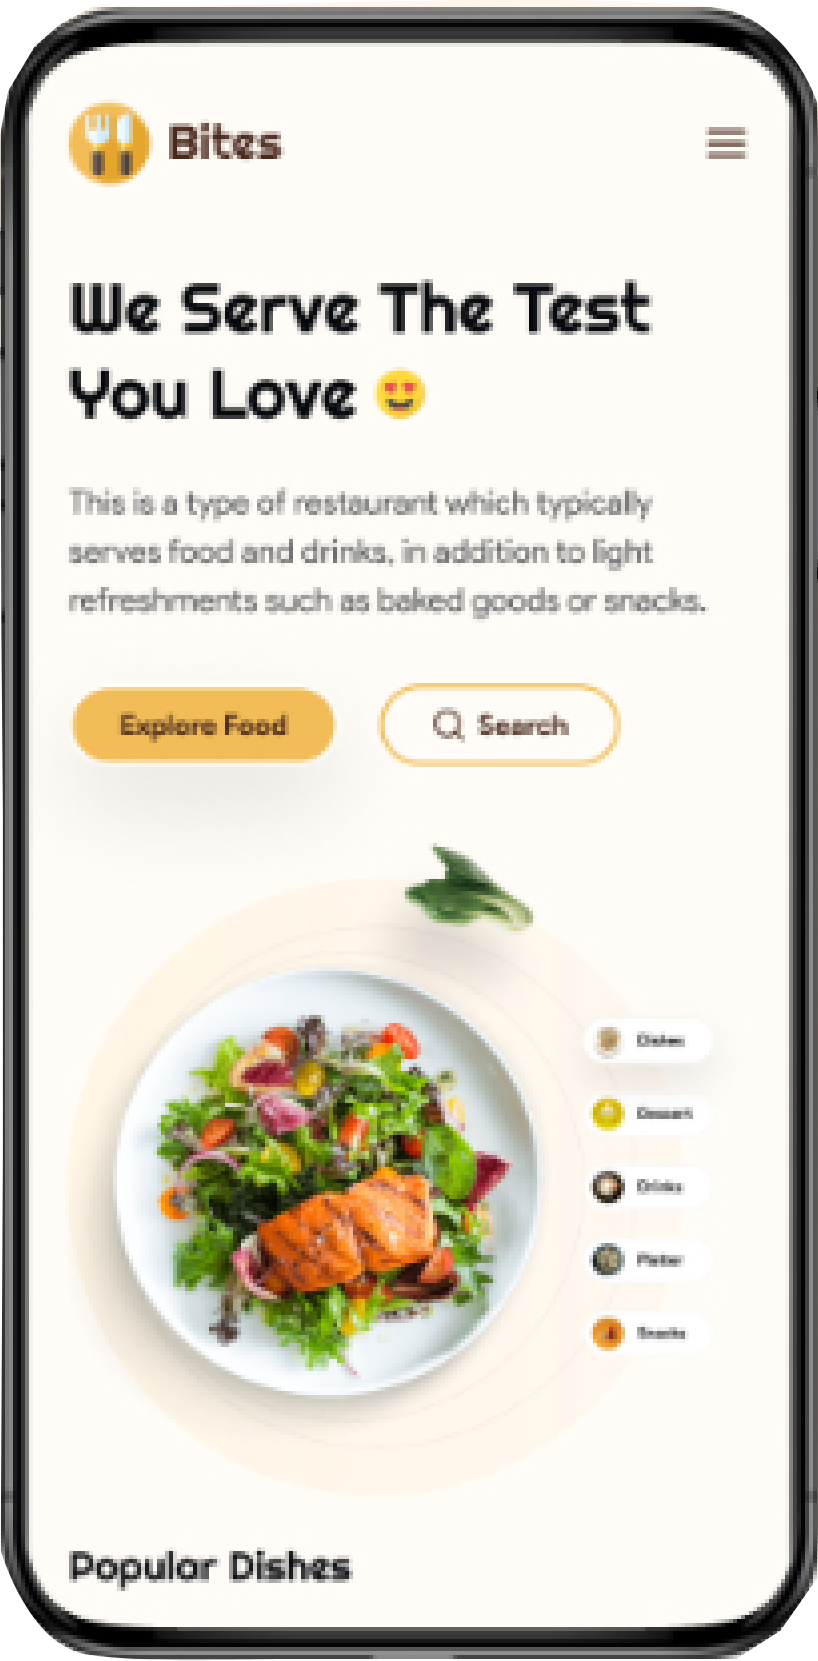 Bites
We Serve The Test
You Love 😍
This is a type of restaurant which typically
serves food and drinks, in addition to light
refreshments such as baked goods or snacks.
Explore Food
Search
Dishes
Dessert
Drinks
Platter
Snacks
Popular Dishes